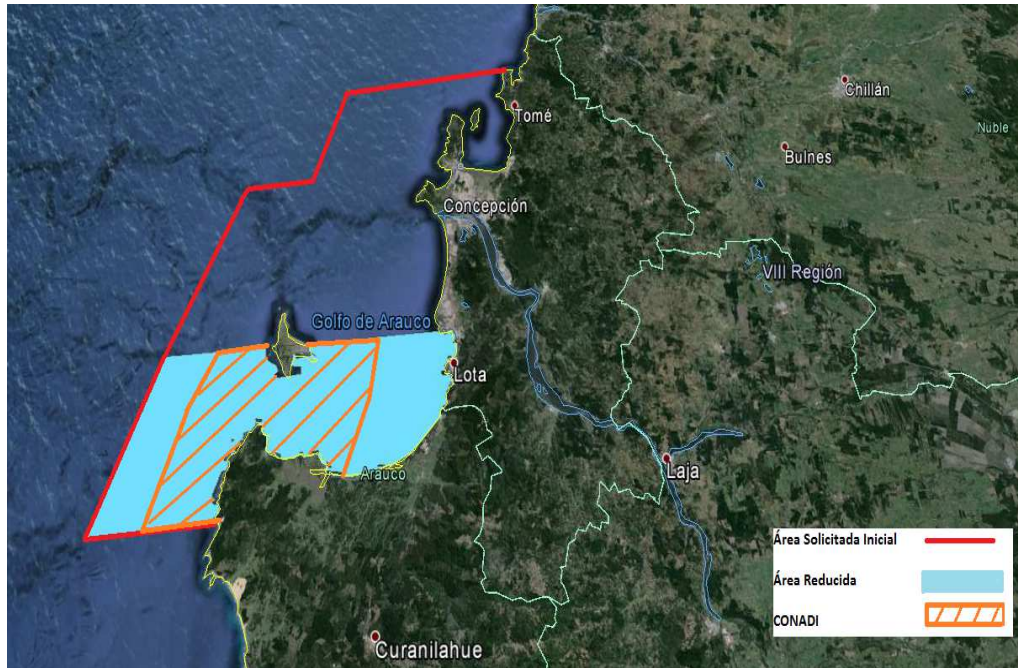 Chillán
Tomé
Ñuble
Bulnes
Concepción
VIII Región
Golfo de Arauco
Lota
Arauco
Laja
Área Solicitada Inicial
Área Reducida
CONADI
Curanilahue